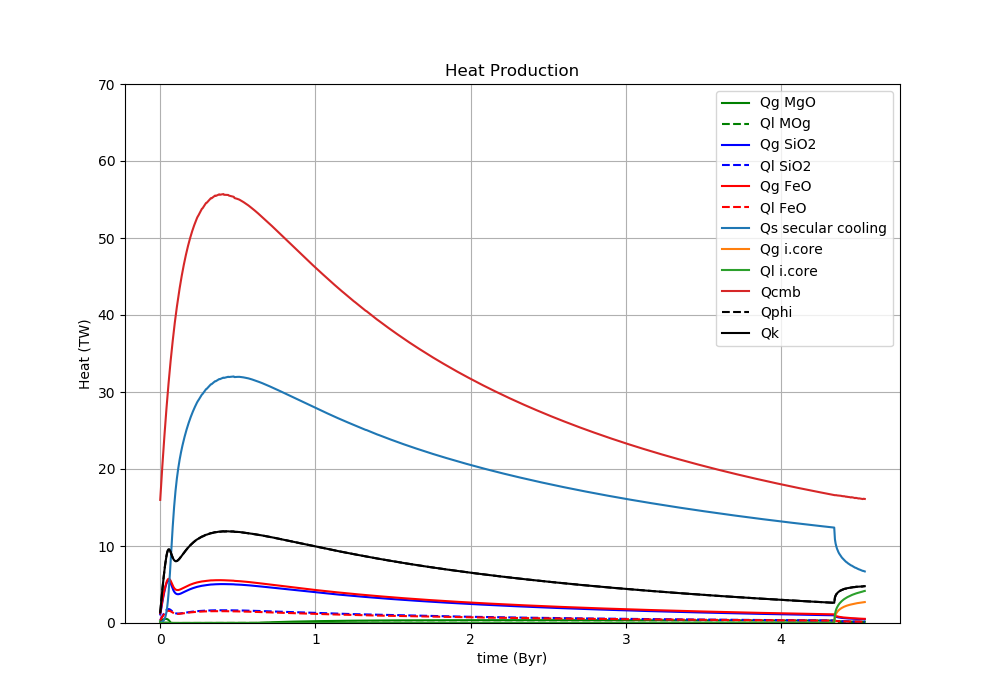 Heat Production
70
60
50
40
30
20
10
0
Heat (TW)
0 1 2 3 4
time (Byr)
Qg MgO
Ql MOg
Qg SiO2
Ql SiO2
Qg FeO
Ql FeO
Qs secular cooling
Qg i.core
Ql i.core
Qcmb
Qphi
Qk